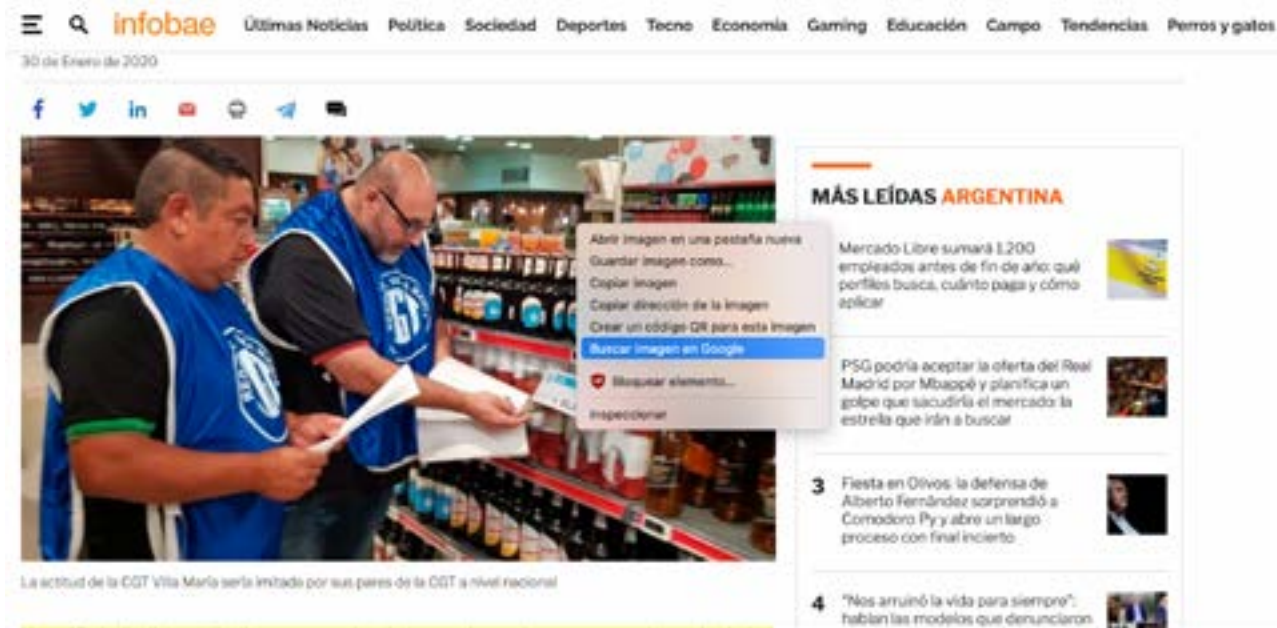 infobae
Últimas Noticias Política Sociedad Deportes Tecno Economía Gaming Educación Campo Tendencias Perros y gatos
30 de Enero de 2020
f in
CGT
La actitud de la CGT Villa María sería imitada por sus pares de la CGT a nivel nacional
Abrir imagen en una pestaña nueva
Guardar imagen como...
Copiar imagen
Copiar dirección de la imagen
Crear un código QR para esta imagen
Buscar imagen en Google
Bloquear elemento...
Inspeccionar
MÁS LEÍDAS ARGENTINA
Mercado Libre sumará 1.200
empleados antes de fin de año: qué
perfiles busca, cuánto paga y cómo
aplicar
PSG podría aceptar la oferta del Real
Madrid por Mbappé y planifica un
golpe que sacudiría el mercado: la
estrella que irán a buscar
3 Fiesta en Olivos: la defensa de
Alberto Fernández sorprendió a
Comodoro Py y abre un largo
proceso con final incierto
4 "Nos arruinó la vida para siempre":
hablan las modelos que denunciaron